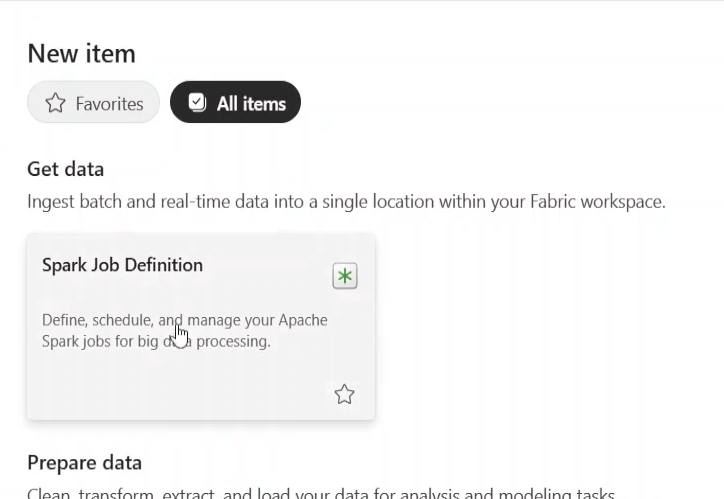 New item
Favorites
All items
Get data
Ingest batch and real-time data into a single location within your Fabric workspace.
Spark Job Definition
Define, schedule, and manage your Apache
Spark jobs for big data processing.
Prepare data
Clean, transform, extract, and load your data for analysis and modeling tasks.